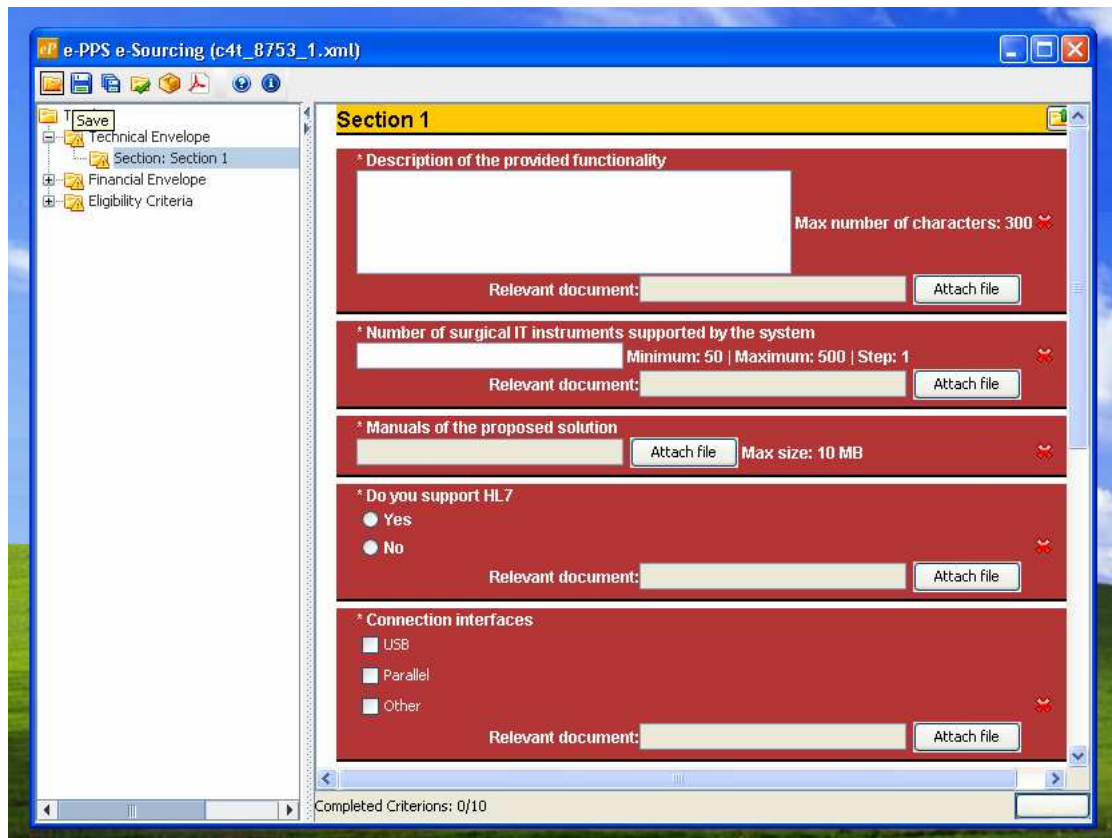 eP e-PPS e-Sourcing (c4t_8753_1.xml)
Save
Technical Envelope
Section: Section 1
Financial Envelope
Eligibility Criteria
Section 1
* Description of the provided functionality
Max number of characters: 300
Relevant document: Attach file
* Number of surgical IT instruments supported by the system
Minimum: 50 | Maximum: 500 | Step: 1
Relevant document: Attach file
* Manuals of the proposed solution
Attach file Max size: 10 MB
* Do you support HL7
Yes
No
Relevant document: Attach file
* Connection interfaces
USB
Parallel
Other
Relevant document: Attach file
Completed Criterions: 0/10